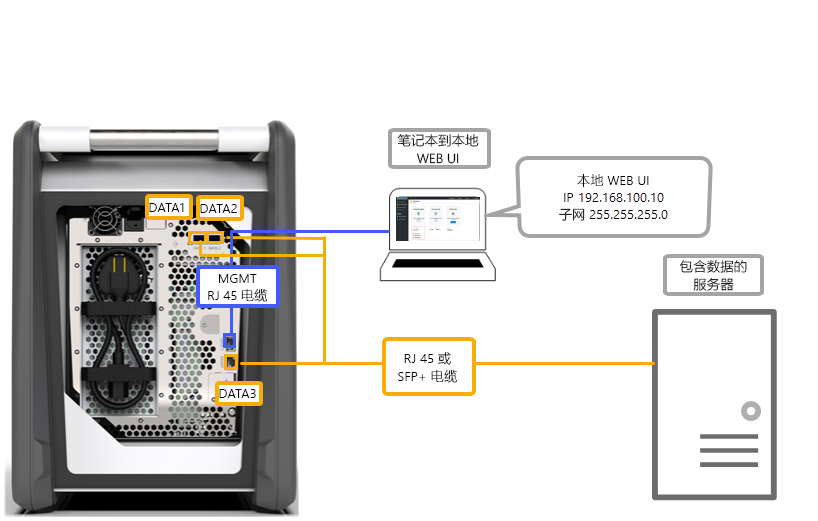 笔记本到本地
WEB UI
本地 WEB UI
IP 192.168.100.10
子网 255.255.255.0
DATA1
DATA2
包含数据的
服务器
MGMT
RJ 45 电缆
RJ 45 或
SFP+ 电缆
DATA3